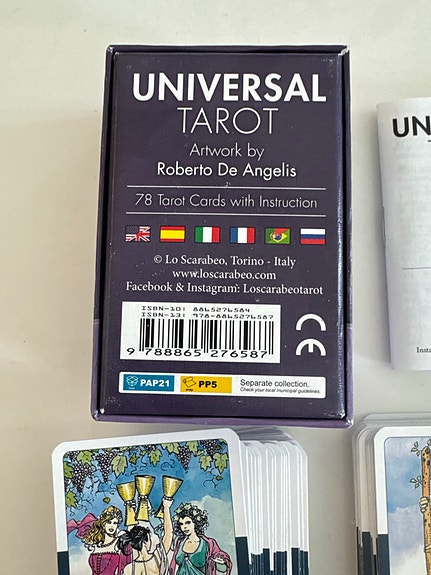 UNIVERSAL
TAROT
Artwork by
Roberto De Angelis
78 Tarot Cards with Instruction
© Lo Scarabeo, Torino - Italy
www.loscarabeo.com
Facebook & Instagram: Loscarabeotarot
ISBN-10: 8865276584
ISBN-13: 978-8865276587
9 788865 276587
CE
PAP21
PP5
Separate collection.
Check your local municipal guidelines.
UN
Insta